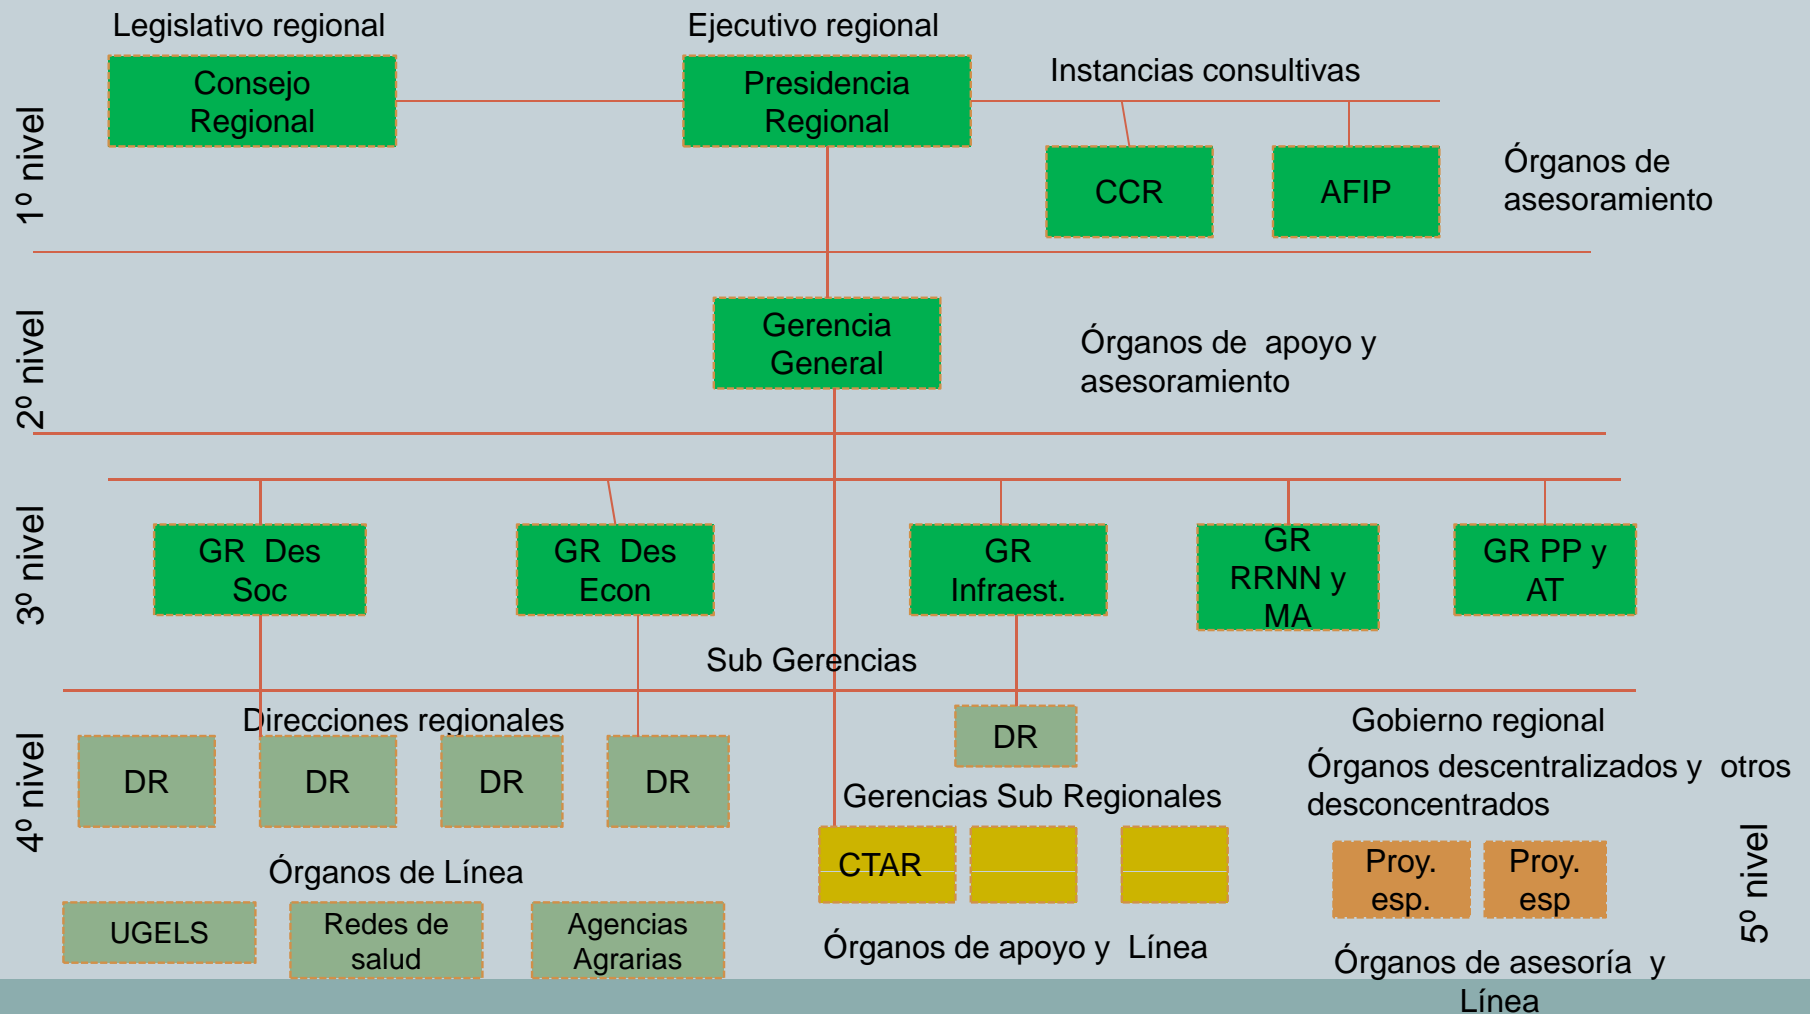 Legislativo regional
Ejecutivo regional
Consejo
Regional
Presidencia
Regional
Instancias consultivas
CCR
AFIP
Órganos de
asesoramiento
1º nivel
Gerencia
General
Órganos de apoyo y
asesoramiento
2º nivel
GR Des
Soc
GR Des
Econ
GR
Infraest.
GR
RRNN y
MA
GR PP y
AT
3º nivel
Sub Gerencias
Direcciones regionales
DR
DR
DR
DR
DR
4º nivel
Gerencias Sub Regionales
CTAR
Órganos de apoyo y Línea
Órganos de Línea
UGELS
Redes de
salud
Agencias
Agrarias
Gobierno regional
Órganos descentralizados y otros
desconcentrados
Proy.
esp.
Proy.
esp
5º nivel
Órganos de asesoría y
Línea